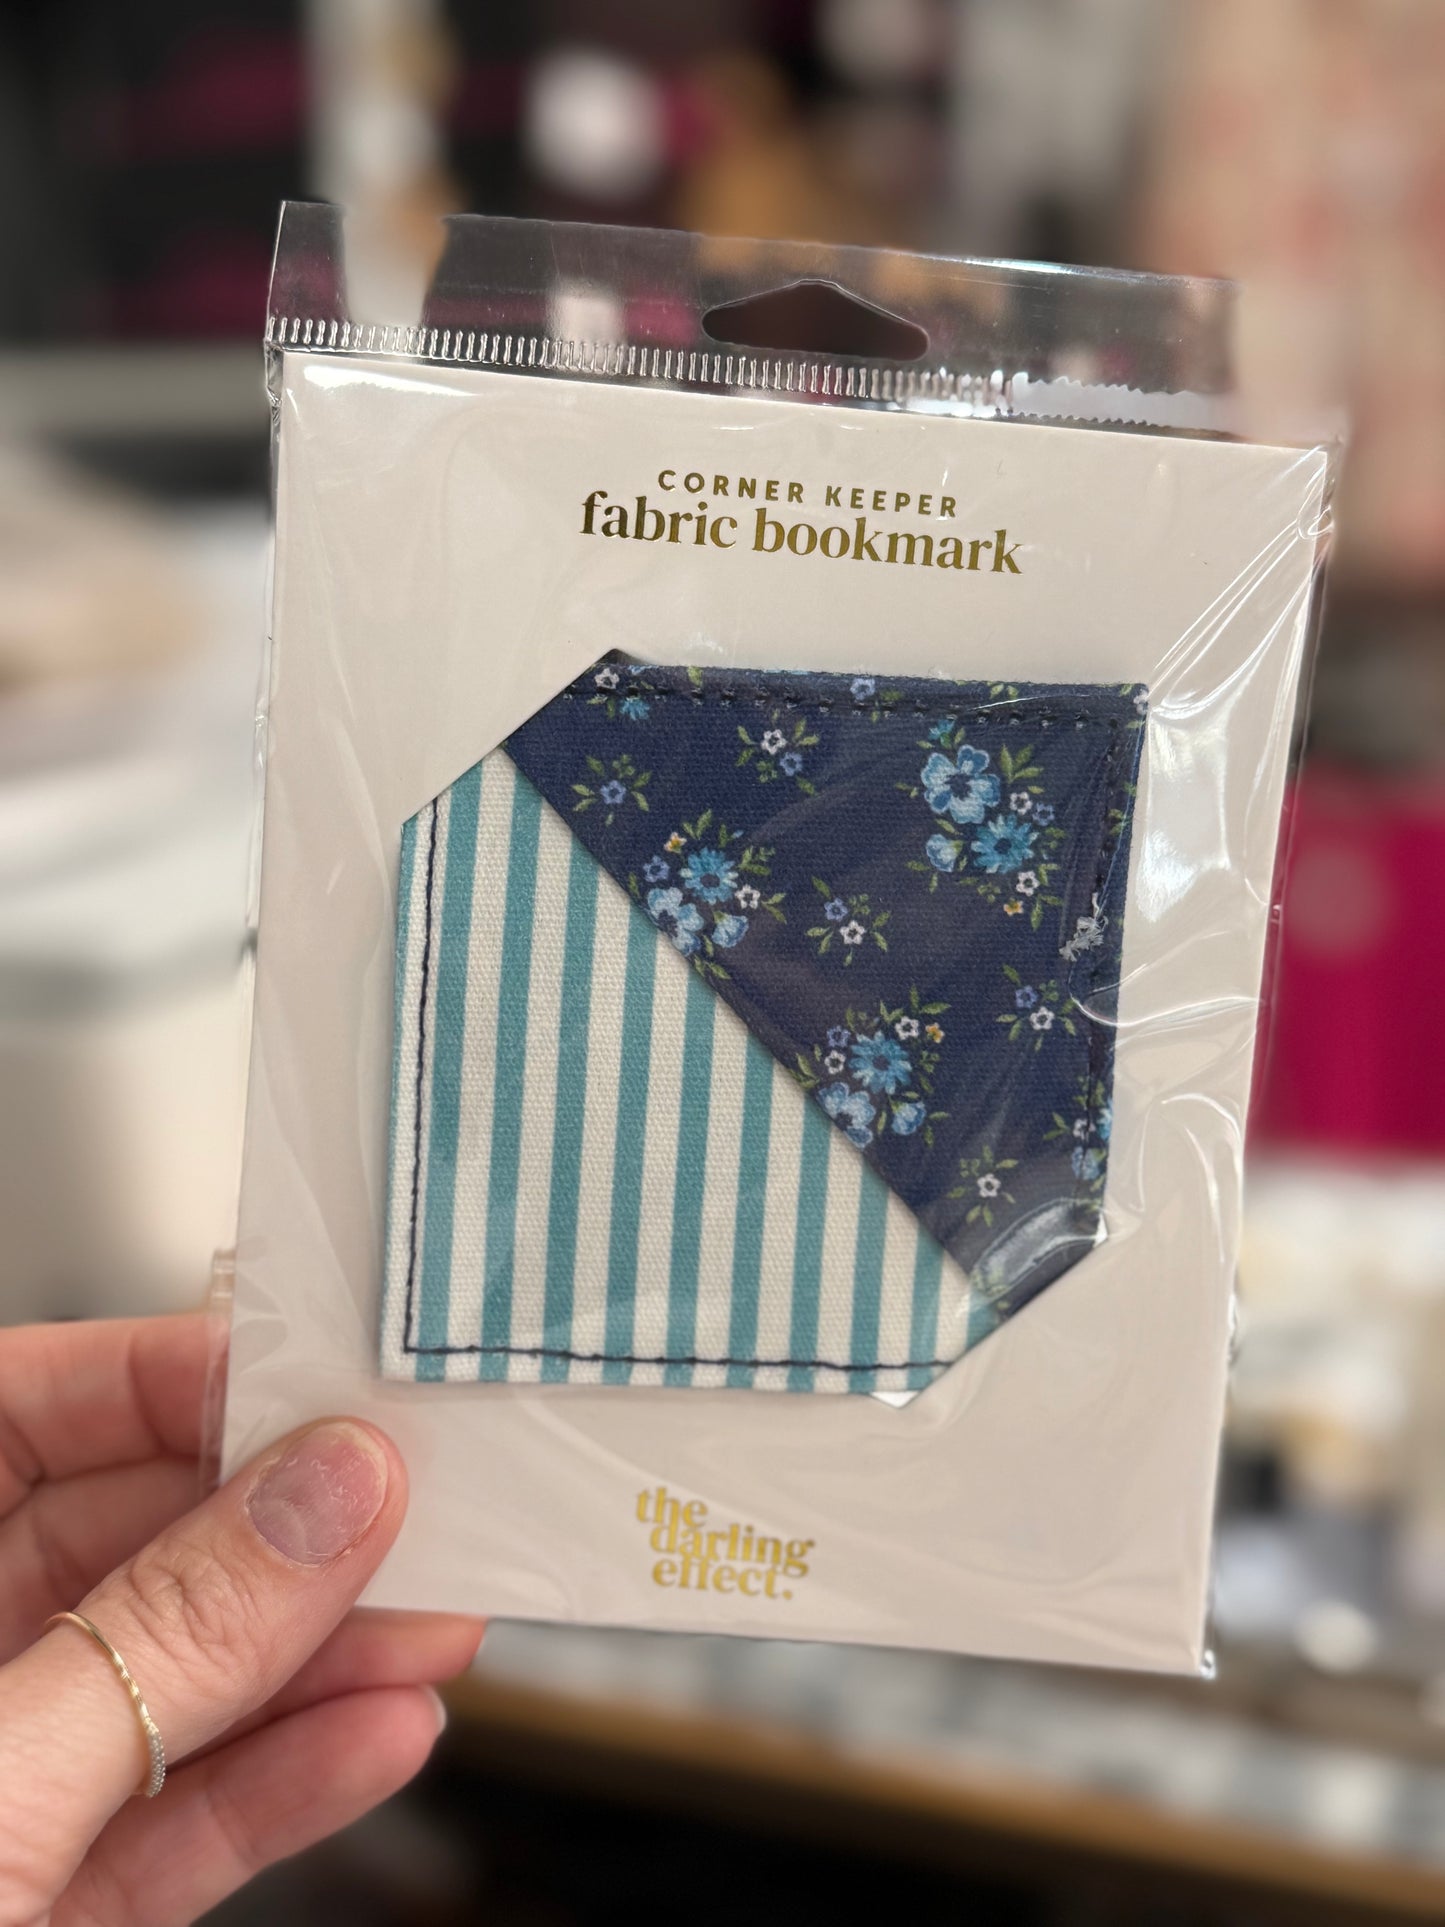 CORNER KEEPER
fabric bookmark
the
darling
effect.